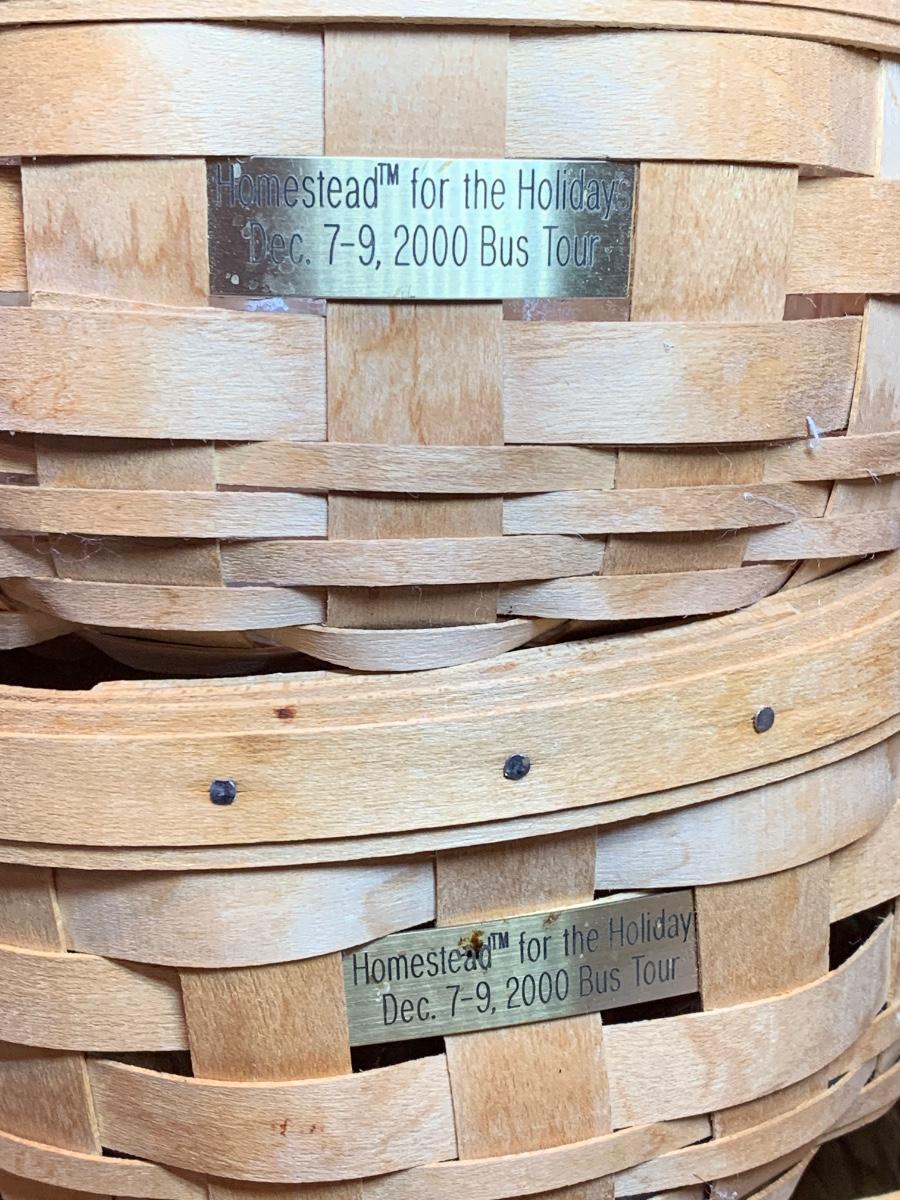 Homestead™ for the Holidays
Dec. 7-9, 2000 Bus Tour
Homestead™ for the Holiday
Dec. 7-9, 2000 Bus Tour